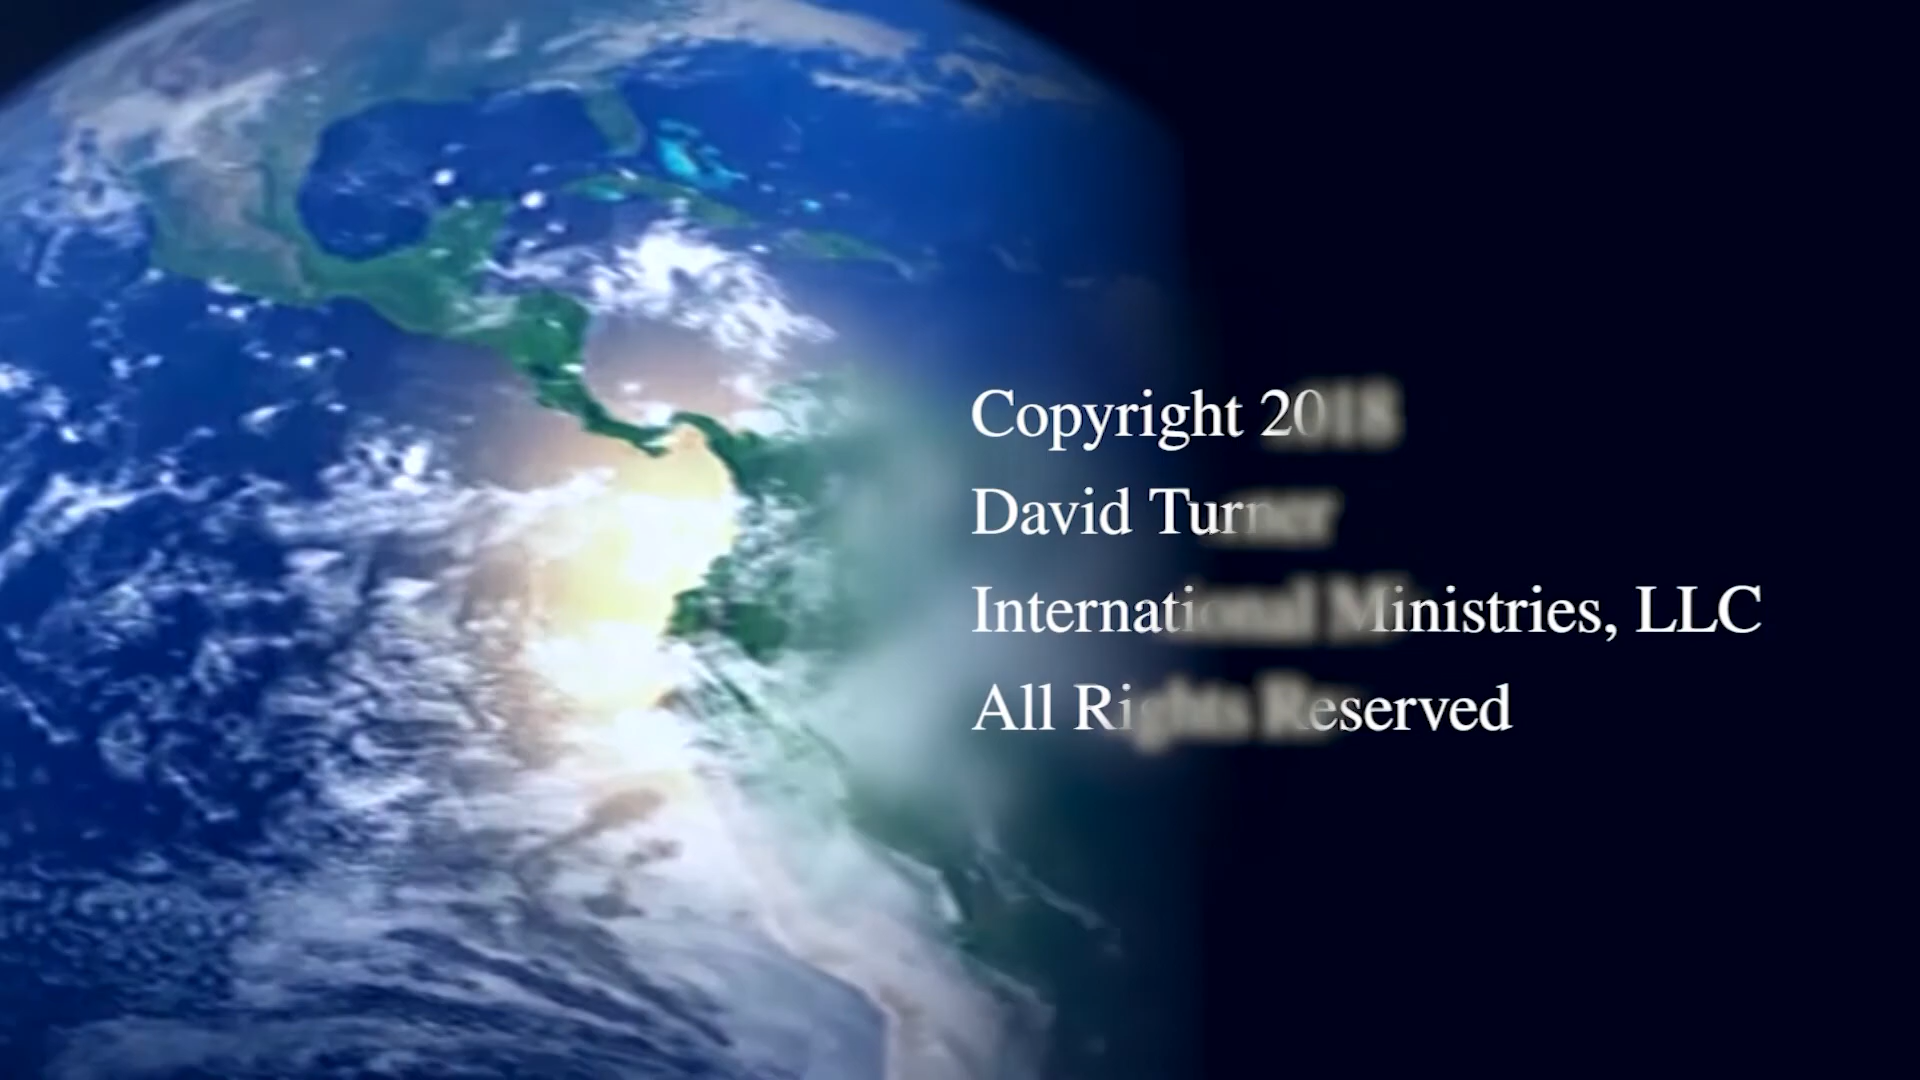 Copyright 2018
David Turner
International Ministries, LLC
All Rights Reserved